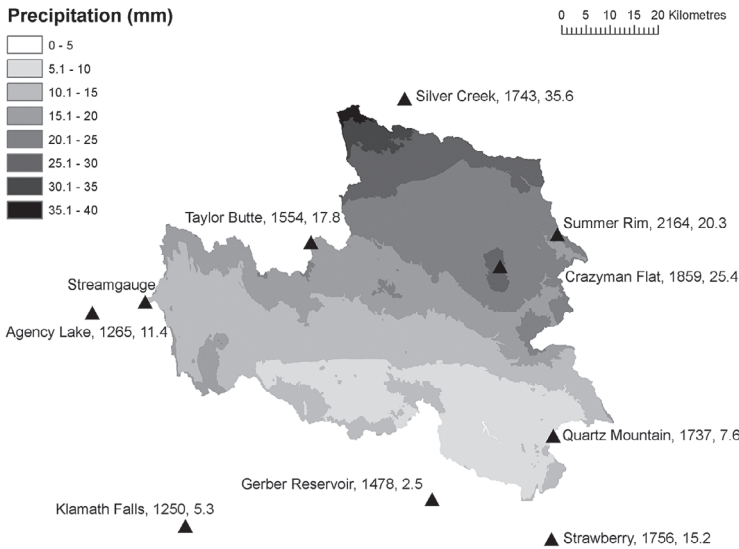 Precipitation (mm)
0 - 5
5.1 - 10
10.1 - 15
15.1 - 20
20.1 - 25
25.1 - 30
30.1 - 35
35.1 - 40
0 5 10 20 Kilometres
Silver Creek, 1743, 35.6
Taylor Butte, 1554, 17.8
Summer Rim, 2164, 20.3
Crazyman Flat, 1859, 25.4
Streamgauge
Agency Lake, 1265, 11.4
Quartz Mountain, 1737, 7.6
Gerber Reservoir, 1478, 2.5
Klamath Falls, 1250, 5.3
Strawberry, 1756, 15.2